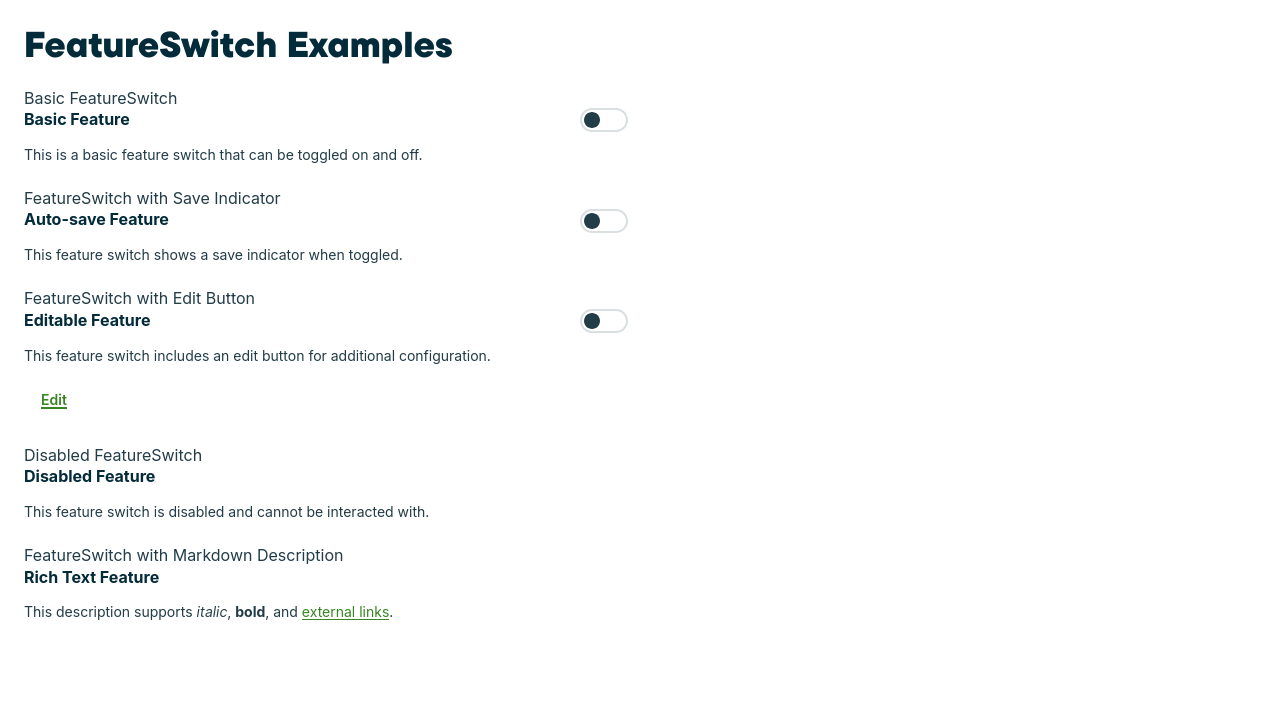 FeatureSwitch Examples
Basic FeatureSwitch
Basic Feature
This is a basic feature switch that can be toggled on and off.
FeatureSwitch with Save Indicator
Auto-save Feature
This feature switch shows a save indicator when toggled.
FeatureSwitch with Edit Button
Editable Feature
This feature switch includes an edit button for additional configuration.
Edit
Disabled FeatureSwitch
Disabled Feature
This feature switch is disabled and cannot be interacted with.
FeatureSwitch with Markdown Description
Rich Text Feature
This description supports italic, bold, and external links.